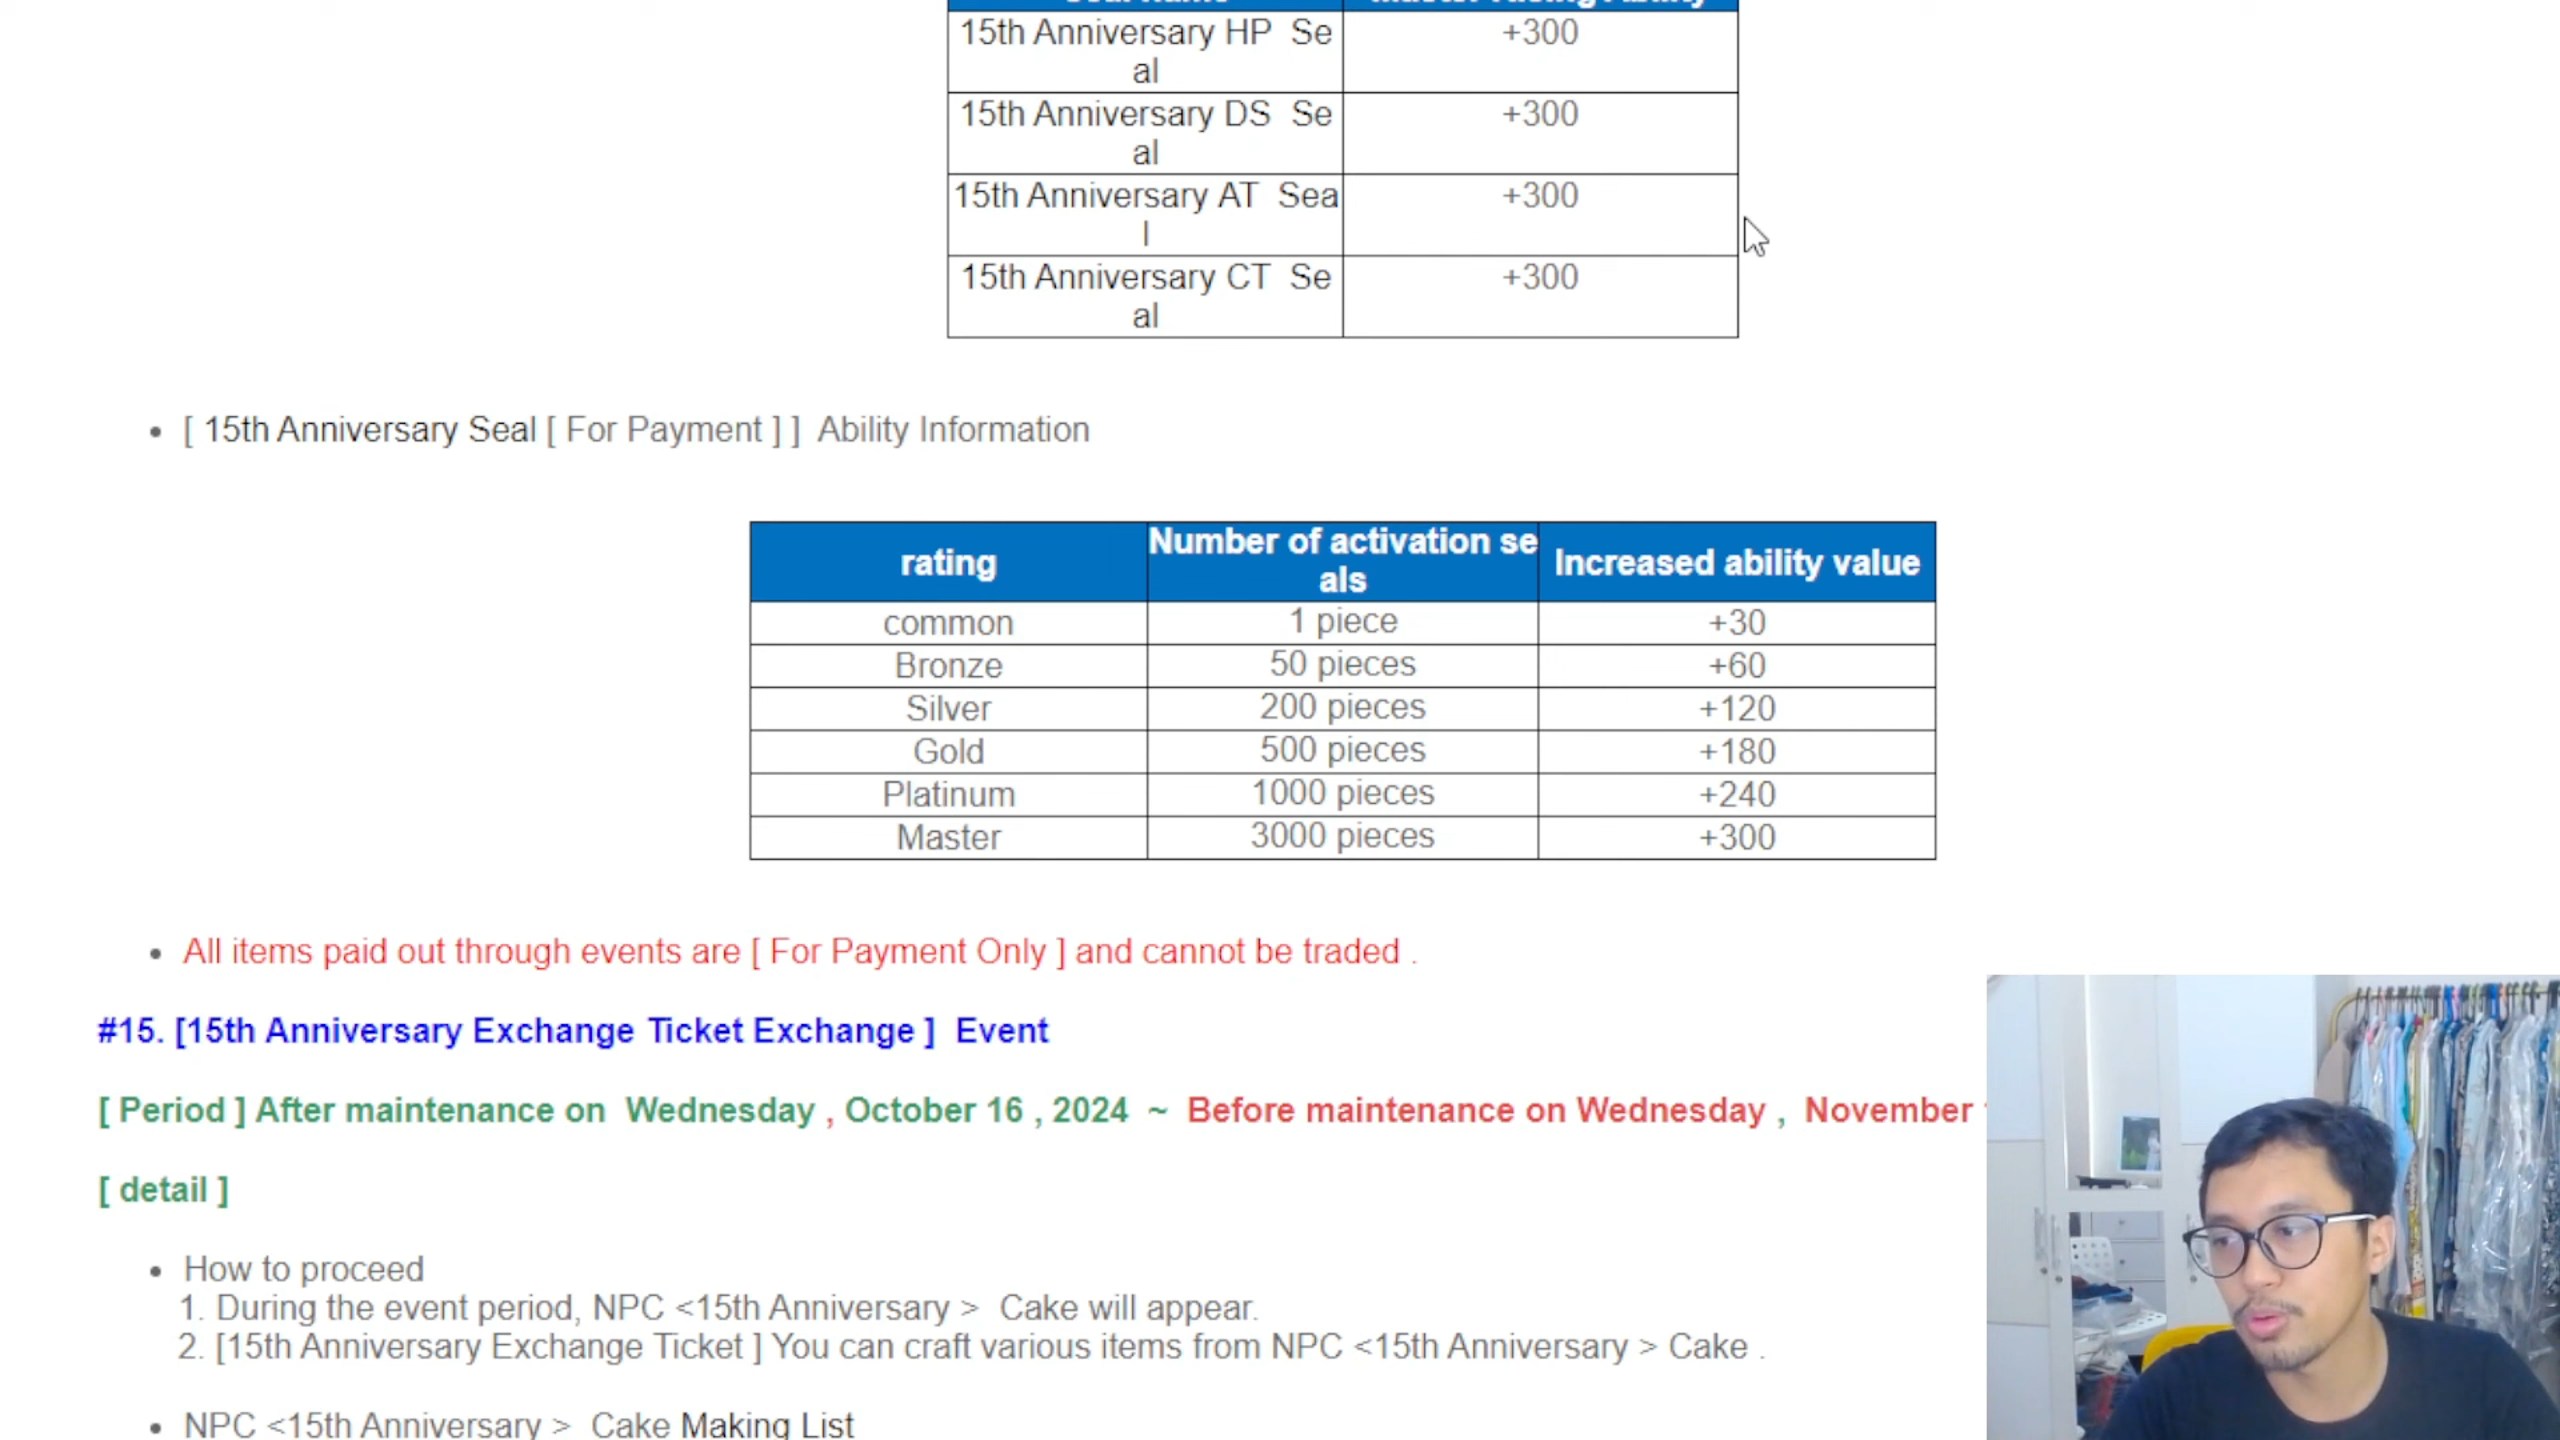 15th Anniversary HP Se
al
+300
15th Anniversary DS Se
al
+300
15th Anniversary AT Sea
l
+300
15th Anniversary CT Se
al
+300
• [ 15th Anniversary Seal [ For Payment ] ] Ability Information
rating
Number of activation se
als
Increased ability value
common
1 piece
+30
Bronze
50 pieces
+60
Silver
200 pieces
+120
Gold
500 pieces
+180
Platinum
1000 pieces
+240
Master
3000 pieces
+300
• All items paid out through events are [ For Payment Only ] and cannot be traded .
#15. [15th Anniversary Exchange Ticket Exchange ] Event
[ Period ] After maintenance on Wednesday , October 16 , 2024 ~ Before maintenance on Wednesday , November
[ detail ]
• How to proceed
1. During the event period, NPC <15th Anniversary > Cake will appear.
2. [15th Anniversary Exchange Ticket ] You can craft various items from NPC <15th Anniversary > Cake .
• NPC <15th Anniversary > Cake Making List